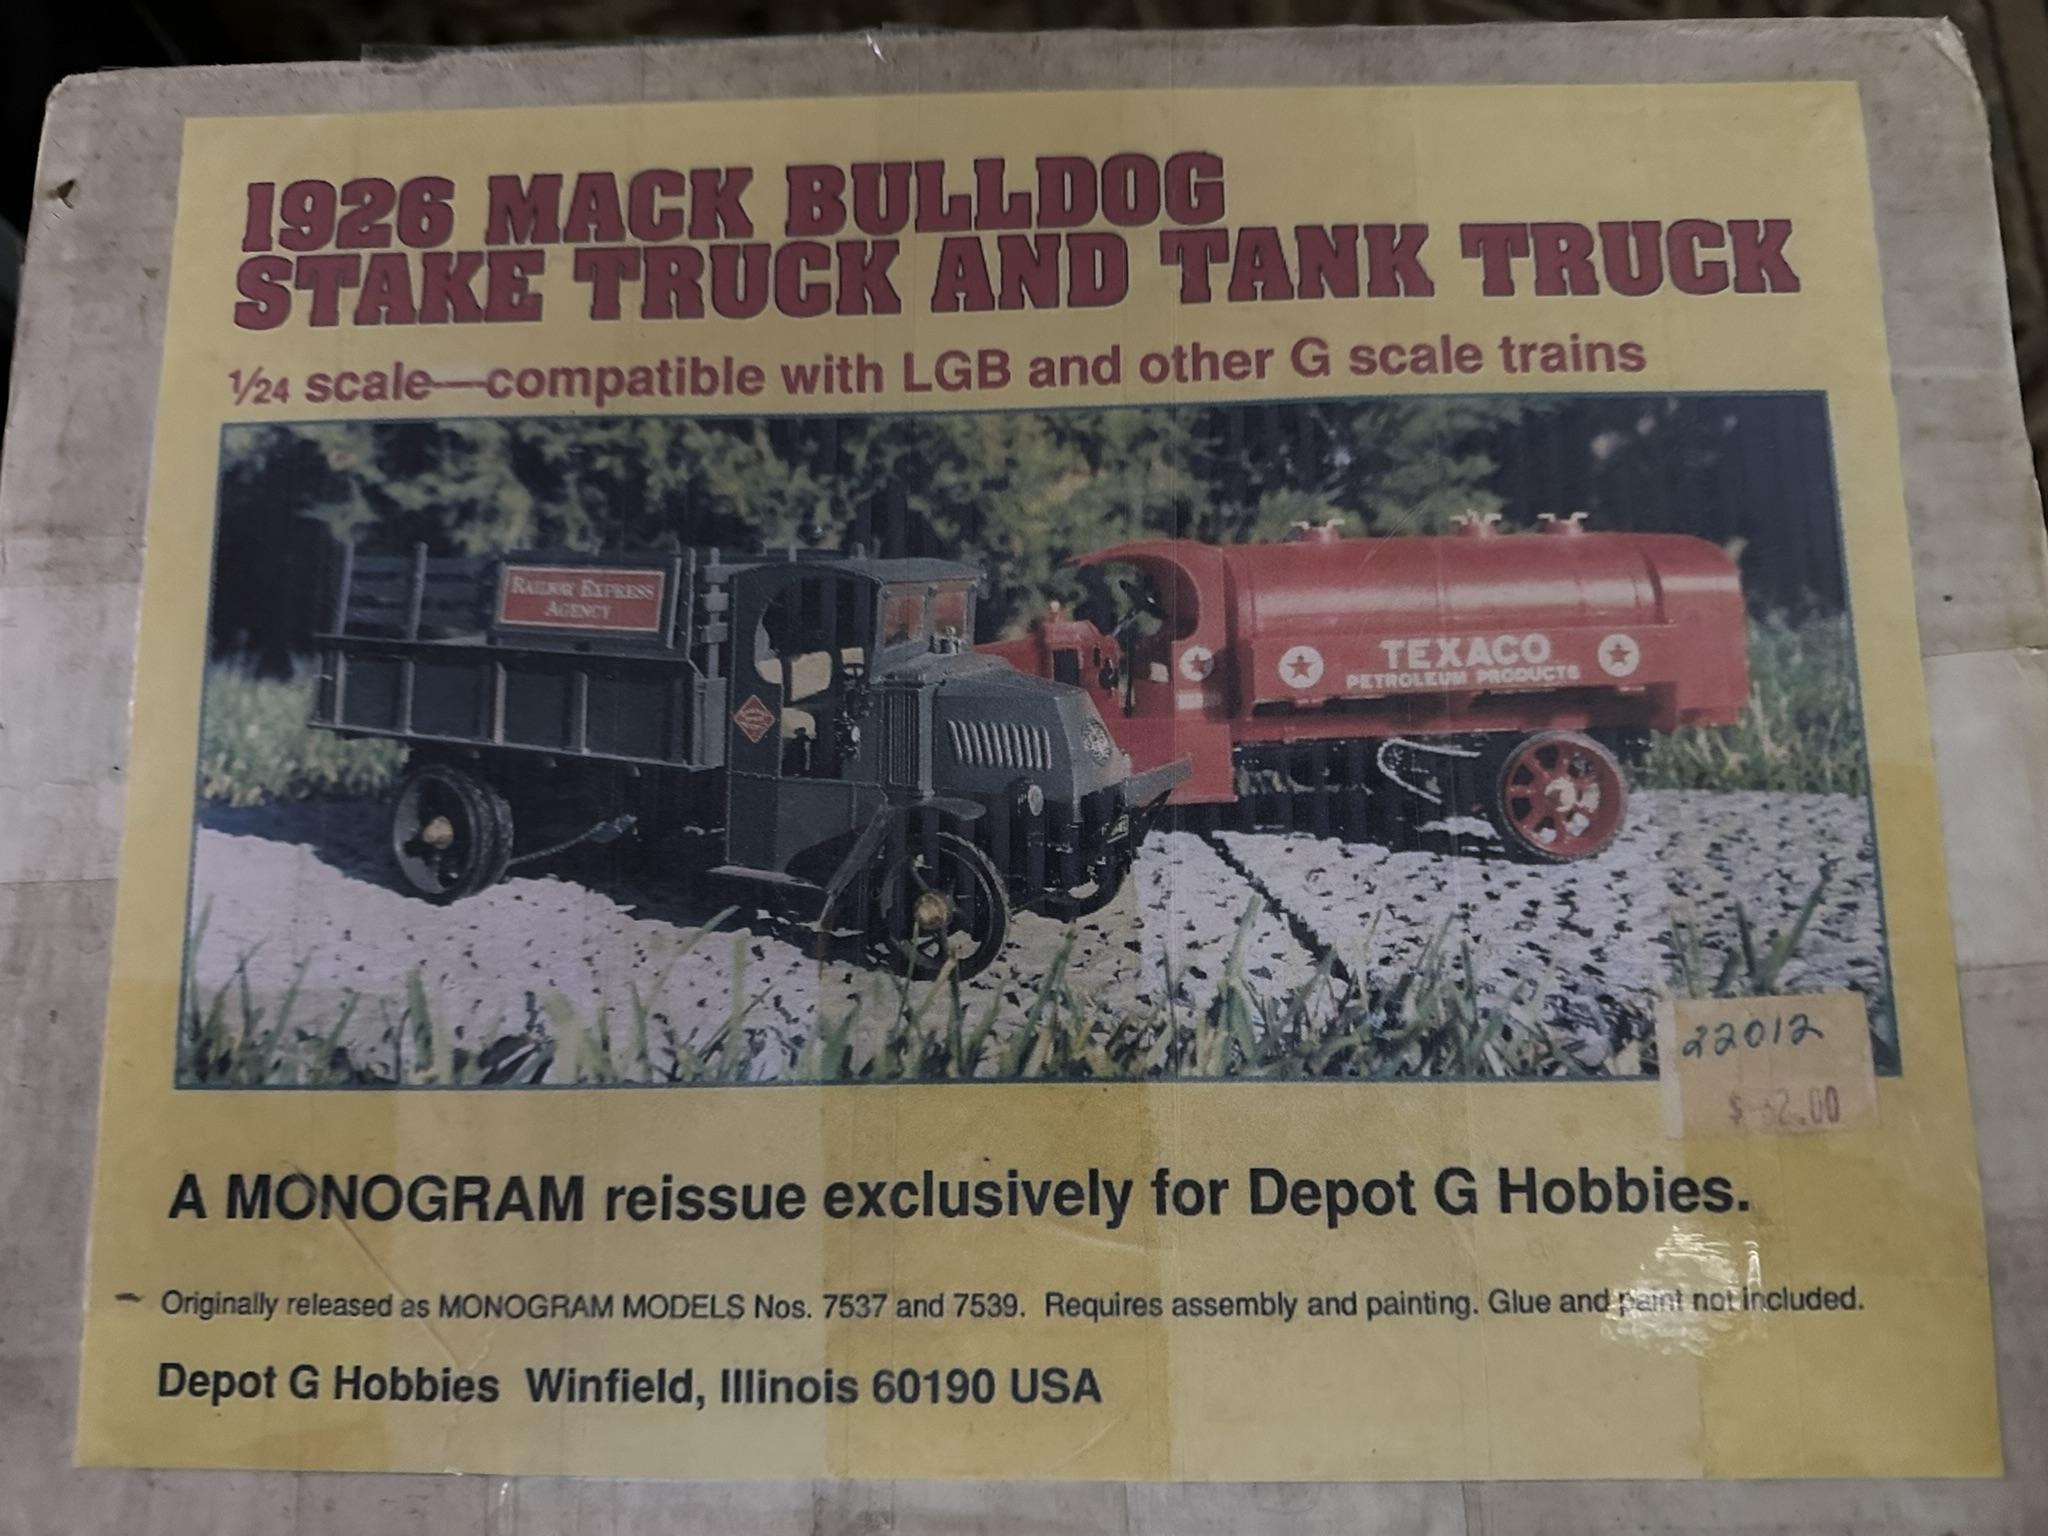 1926 MACK BULLDOG
STAKE TRUCK AND TANK TRUCK
1/24 scale—compatible with LGB and other G scale trains
RAILWAY EXPRESS
AGENCY
TEXACO
PETROLEUM PRODUCTS
22012
$
A MONOGRAM reissue exclusively for Depot G Hobbies.
Originally released as MONOGRAM MODELS Nos. 7537 and 7539. Requires assembly and painting. Glue and paint not included.
Depot G Hobbies Winfield, Illinois 60190 USA